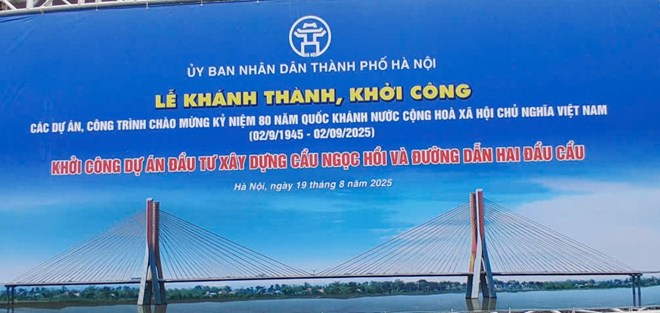 ỦY BAN NHÂN DÂN THÀNH PHỐ HÀ NỘI
LỄ KHÁNH THÀNH, KHỞI CÔNG
CÁC DỰ ÁN, CÔNG TRÌNH CHÀO MỪNG KỶ NIỆM 80 NĂM QUỐC KHÁNH NƯỚC CỘNG HOÀ XÃ HỘI CHỦ NGHĨA VIỆT NAM
(02/9/1945 - 02/09/2025)
KHỞI CÔNG DỰ ÁN ĐẦU TƯ XÂY DỰNG CẦU NGỌC HỒI VÀ ĐƯỜNG DẪN HAI ĐẦU CẦU
Hà Nội, ngày 19 tháng 8 năm 2025